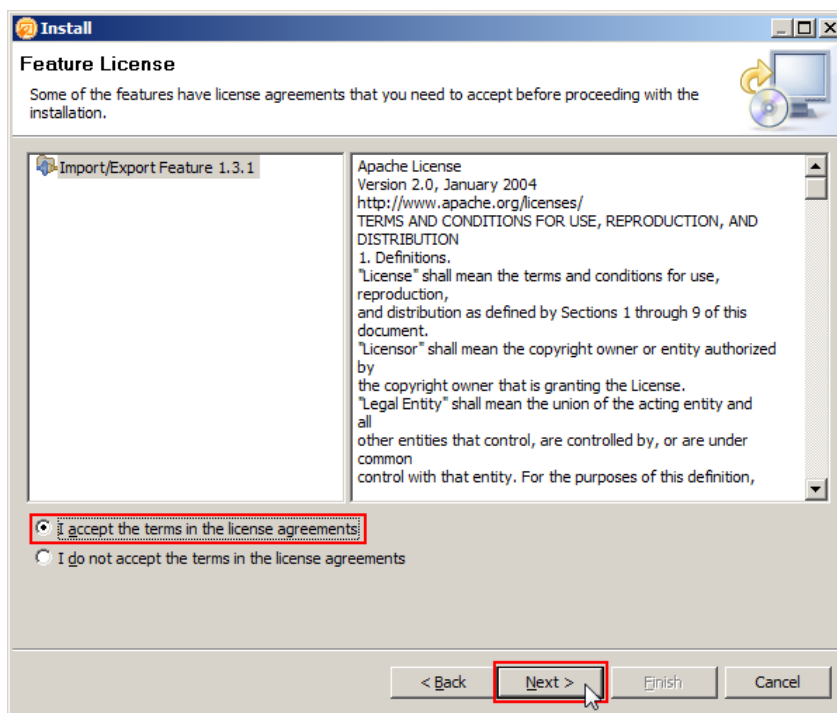 Install
Feature License
Some of the features have license agreements that you need to accept before proceeding with the
installation.
Import/Export Feature 1.3.1
Apache License
Version 2.0, January 2004
http://www.apache.org/licenses/
TERMS AND CONDITIONS FOR USE, REPRODUCTION, AND
DISTRIBUTION
1. Definitions.
"License" shall mean the terms and conditions for use,
reproduction,
and distribution as defined by Sections 1 through 9 of this
document.
"Licensor" shall mean the copyright owner or entity authorized
by
the copyright owner that is granting the License.
"Legal Entity" shall mean the union of the acting entity and
all
other entities that control, are controlled by, or are under
common
control with that entity. For the purposes of this definition,
I accept the terms in the license agreements
I do not accept the terms in the license agreements
< Back
Next >
Finish
Cancel